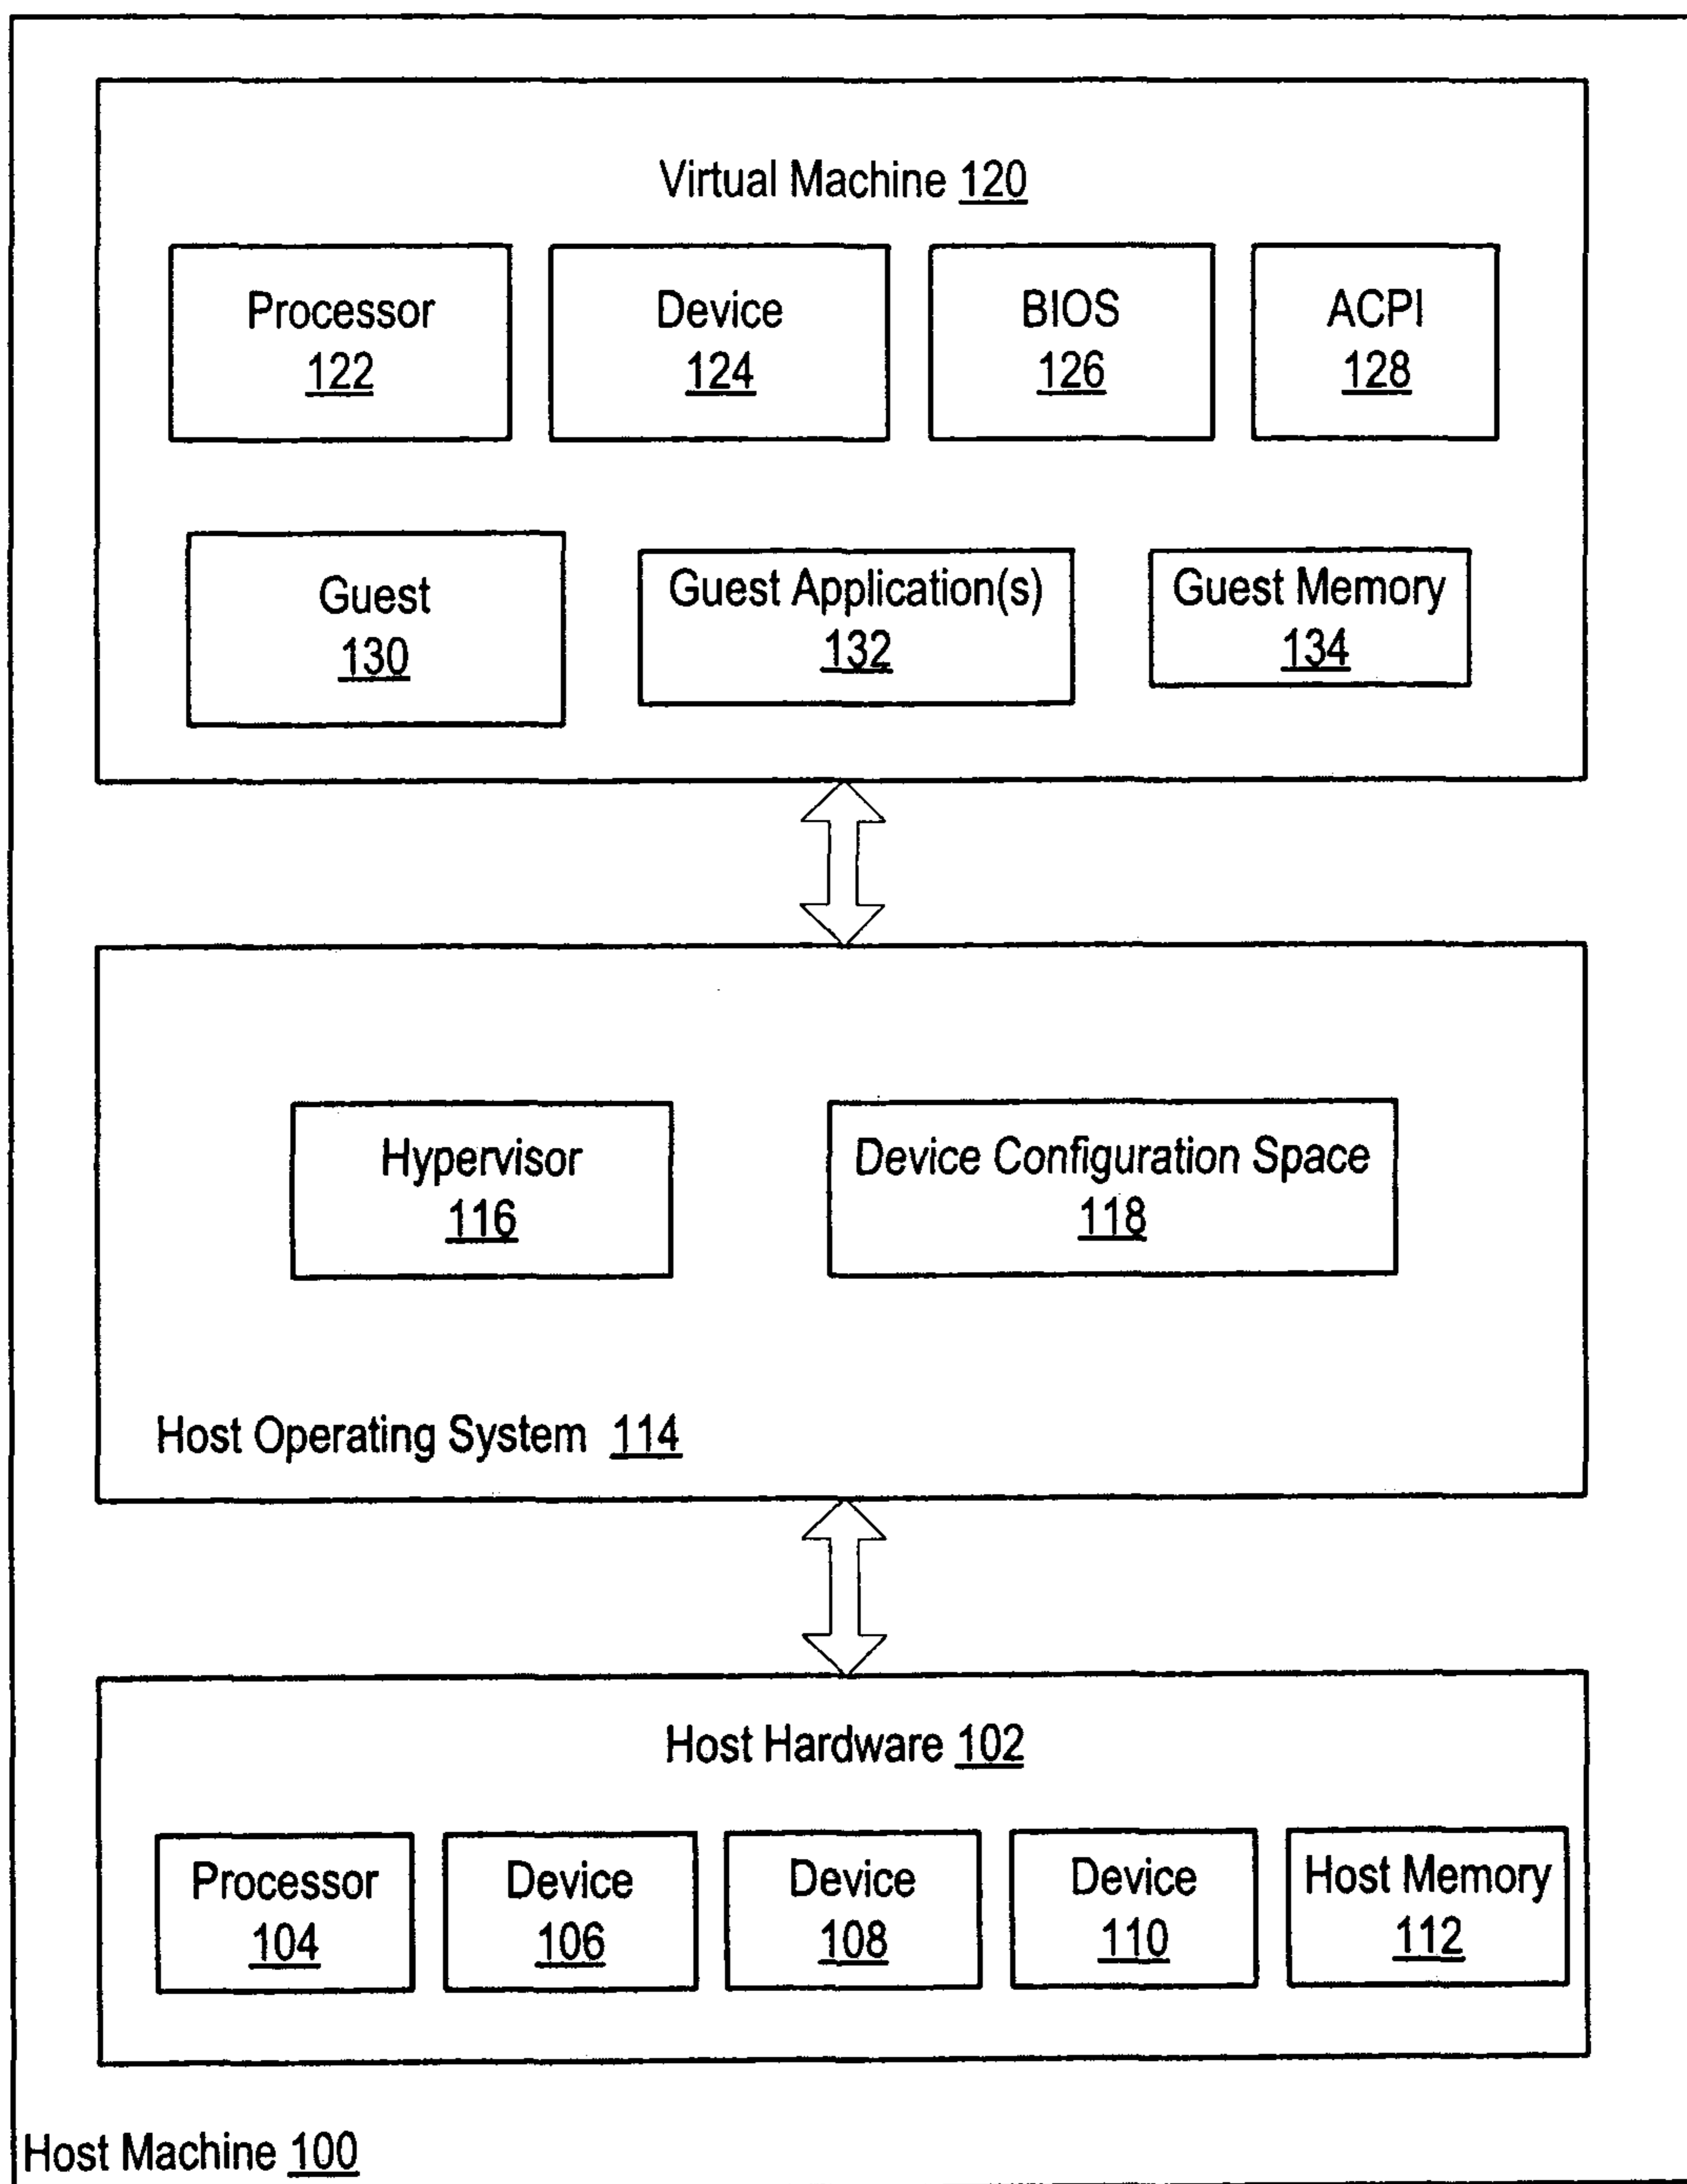 Virtual Machine 120
Processor
122
Device
124
BIOS
126
ACPI
128
Guest
130
Guest Application(s)
132
Guest Memory
134
Hypervisor
116
Device Configuration Space
118
Host Operating System 114
Host Hardware 102
Processor
104
Device
106
Device
108
Device
110
Host Memory
112
Host Machine 100